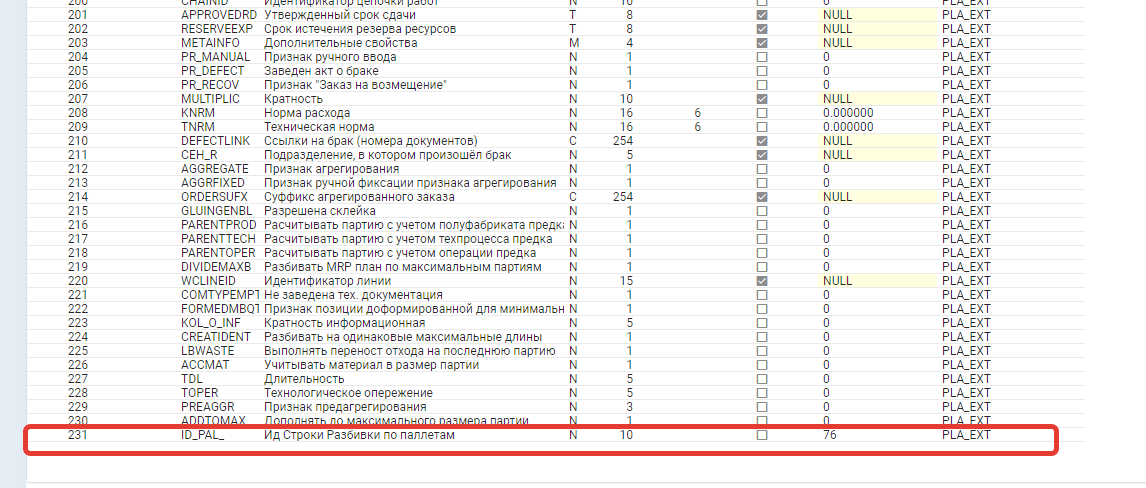 200 CHAINID Идентификатор цепочки работ N 10 0 PLA_EXT
201 APPROVEDRD Утвержденный срок сдачи T 8 NULL PLA_EXT
202 RESERVEEXP Срок истечения резерва ресурсов T 8 NULL PLA_EXT
203 METAINFO Дополнительные свойства M 4 NULL PLA_EXT
204 PR_MANUAL Признак ручного ввода N 1 0 PLA_EXT
205 PR_DEFECT Заведен акт о браке N 1 0 PLA_EXT
206 PR_RECOV Признак "Заказ на возмещение" N 1 0 PLA_EXT
207 MULTIPLIC Кратность N 10 NULL PLA_EXT
208 KNRM Норма расхода N 16 6 0.000000 PLA_EXT
209 TNRM Техническая норма N 16 6 0.000000 PLA_EXT
210 DEFECTLINK Ссылки на брак (номера документов) C 254 NULL PLA_EXT
211 CEH_R Подразделение, в котором произошёл брак N 5 NULL PLA_EXT
212 AGGREGATE Признак агрегирования N 1 0 PLA_EXT
213 AGGRFIXED Признак ручной фиксации признака агрегирования N 1 0 PLA_EXT
214 ORDERSUFX Суффикс агрегированного заказа C 254 NULL PLA_EXT
215 GLUINGENBL Разрешена склейка N 1 0 PLA_EXT
216 PARENTPROD Расчитывать партию с учетом полуфабриката предка N 1 0 PLA_EXT
217 PARENTTECH Расчитывать партию с учетом техпроцесса предка N 1 0 PLA_EXT
218 PARENTOPER Расчитывать партию с учетом операции предка N 1 0 PLA_EXT
219 DIVIDEMAXB Разбивать MRP план по максимальным партиям N 1 0 PLA_EXT
220 WCLINEID Идентификатор линии N 15 NULL PLA_EXT
221 COMTYPEMPT Не заведена тех. документация N 1 0 PLA_EXT
222 FORMEDMBQT Признак позиции доформированной для минимальн N 1 0 PLA_EXT
223 KOL_O_INF Кратность информационная N 5 0 PLA_EXT
224 CREATIDENT Разбивать на одинаковые максимальные длины N 1 0 PLA_EXT
225 LBWASTE Выполнять переност отхода на последнюю партию N 1 0 PLA_EXT
226 ACCMAT Учитывать материал в размер партии N 1 0 PLA_EXT
227 TDL Длительность N 5 0 PLA_EXT
228 TOPER Технологическое опережение N 5 0 PLA_EXT
229 PREAGGR Признак предагрегирования N 3 0 PLA_EXT
230 ADDTOMAX Дополнять до максимального размера партии N 1 0 PLA_EXT
231 ID_PAL_ Ид Строки Разбивки по паллетам N 10 76 PLA_EXT